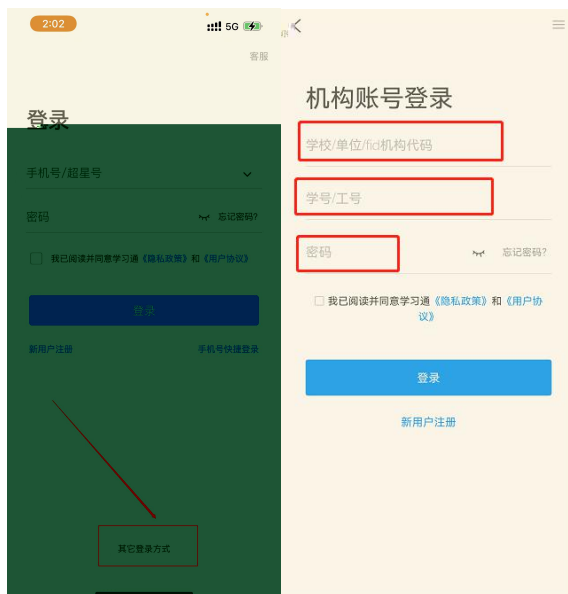 2:02
5G
客服
登录
手机号/超星号
密码
忘记密码?
我已阅读并同意学习通《隐私政策》和《用户协议》
登录
新用户注册
手机号快捷登录
其它登录方式
机构账号登录
学校/单位/fid机构代码
学号/工号
密码
忘记密码?
我已阅读并同意学习通《隐私政策》和《用户协
议》
登录
新用户注册